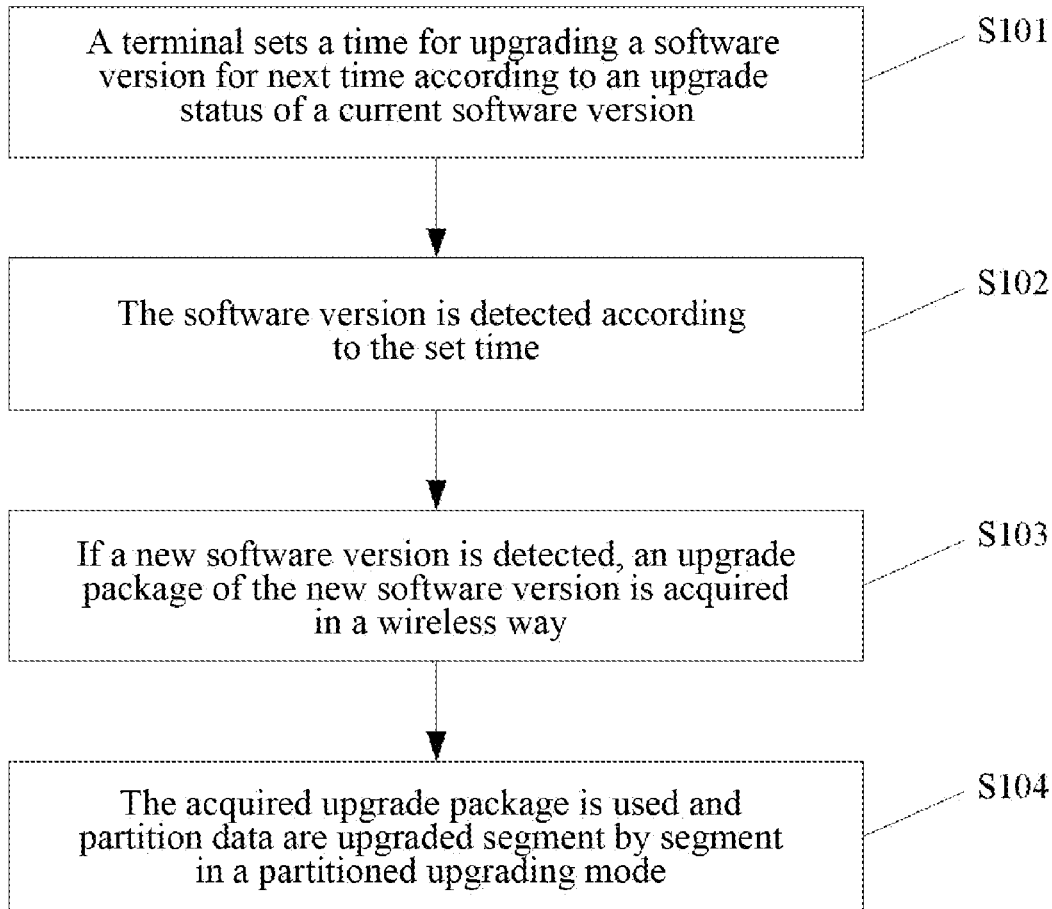 A terminal sets a time for upgrading a software
version for next time according to an upgrade
status of a current software version
S101
The software version is detected according
to the set time
S102
If a new software version is detected, an upgrade
package of the new software version is acquired
in a wireless way
S103
The acquired upgrade package is used and
partition data are upgraded segment by segment
in a partitioned upgrading mode
S104